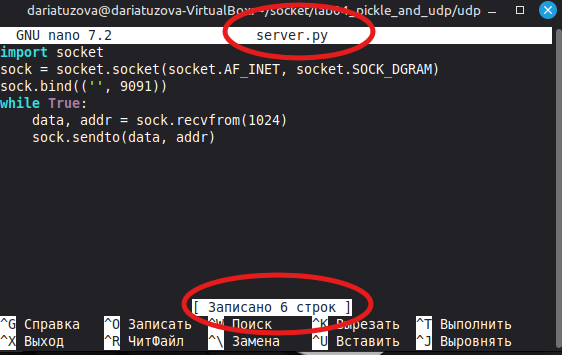 dariatuzova@dariatuzova-VirtualBox: ~/socket/lab04_pickle_and_udp/udp
GNU nano 7.2 server.py
import socket
sock = socket.socket(socket.AF_INET, socket.SOCK_DGRAM)
sock.bind(('', 9091))
while True:
    data, addr = sock.recvfrom(1024)
    sock.sendto(data, addr)
[ Записано 6 строк ]
^G Справка ^O Записать ^W Поиск ^K Вырезать ^T Выполнить
^X Выход ^R ЧитФайл ^\ Замена ^U Вставить ^J Выровнять